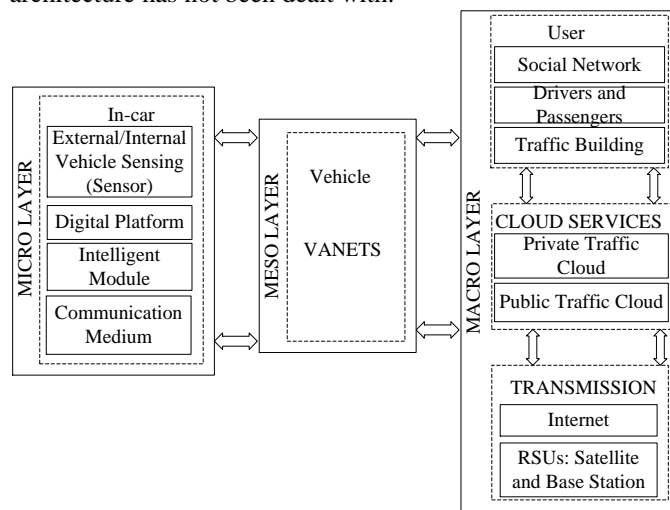 architecture has not been dealt with.
MICRO LAYER
In-car
External/Internal
Vehicle Sensing
(Sensor)
Digital Platform
Intelligent
Module
Communication
Medium
MESO LAYER
Vehicle
VANETS
MACRO LAYER
User
Social Network
Drivers and
Passengers
Traffic Building
CLOUD SERVICES
Private Traffic
Cloud
Public Traffic Cloud
TRANSMISSION
Internet
RSUs: Satellite
and Base Station